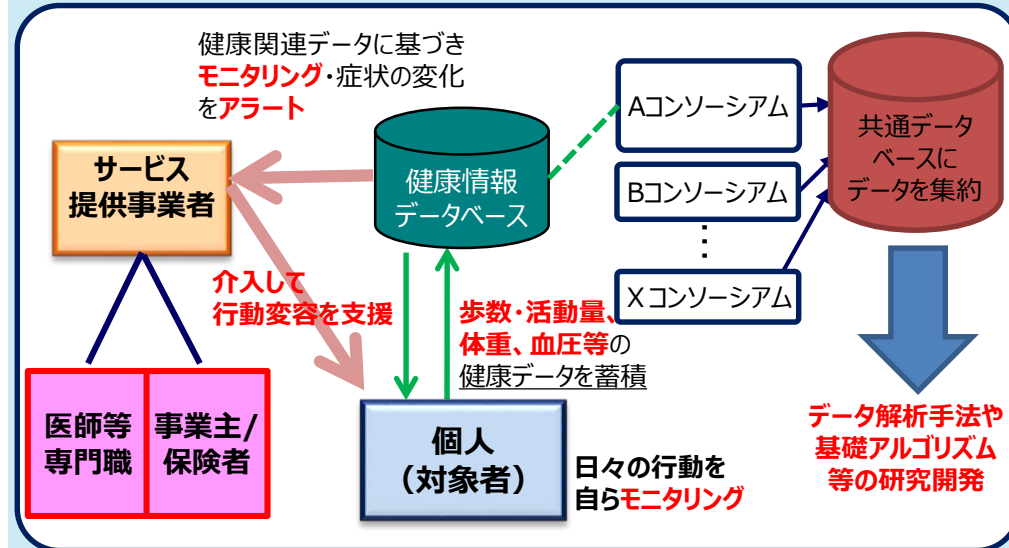 健康関連データに基づき
モニタリング・症状の変化
をアラート
サービス
提供事業者
健康情報
データベース
Aコンソーシアム
Bコンソーシアム
⋮
Xコンソーシアム
共通データ
ベースに
データを集約
介入して
行動変容を支援
歩数・活動量、
体重、血圧等の
健康データを蓄積
医師等
専門職
事業主/
保険者
個人
（対象者）
日々の行動を
自らモニタリング
データ解析手法や
基礎アルゴリズム
等の研究開発